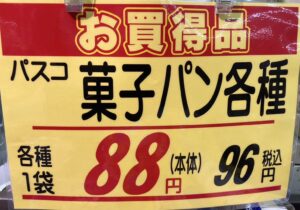 お買得品
パスコ 菓子パン各種
各種 1袋 88円(本体) 96円税込